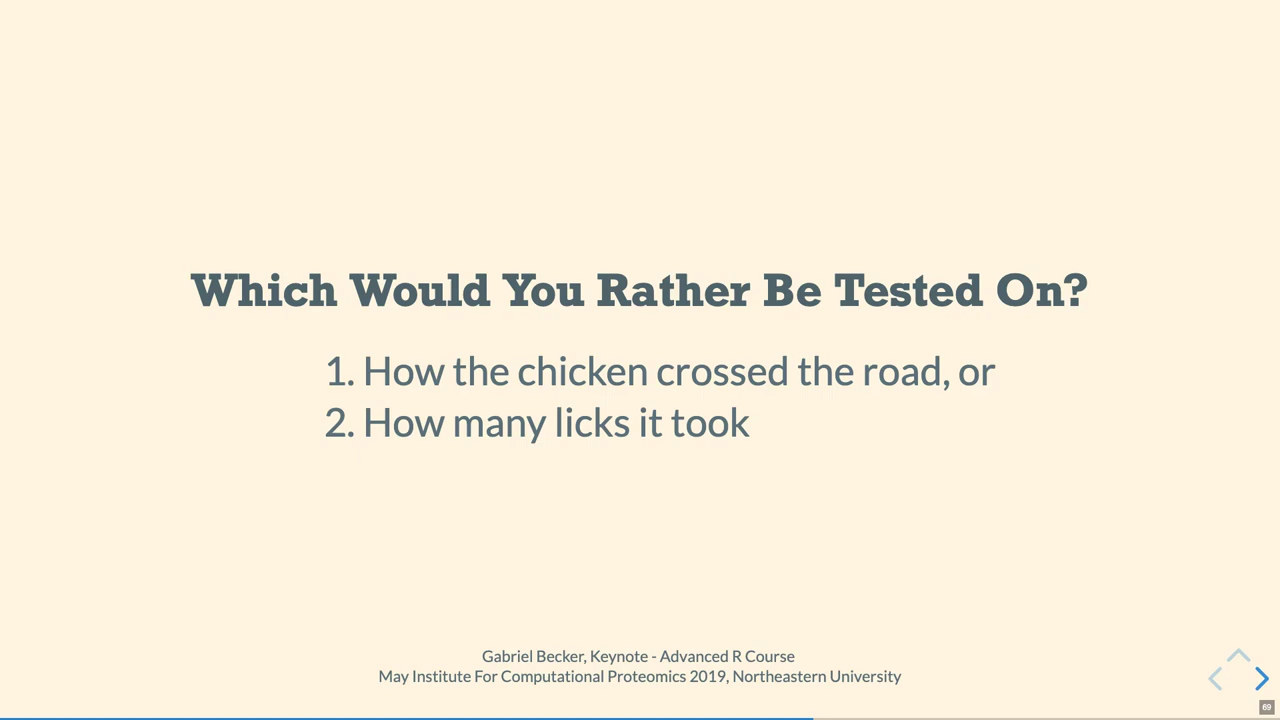 Which Would You Rather Be Tested On?
1. How the chicken crossed the road, or
2. How many licks it took
Gabriel Becker, Keynote - Advanced R Course
May Institute For Computational Proteomics 2019, Northeastern University
69